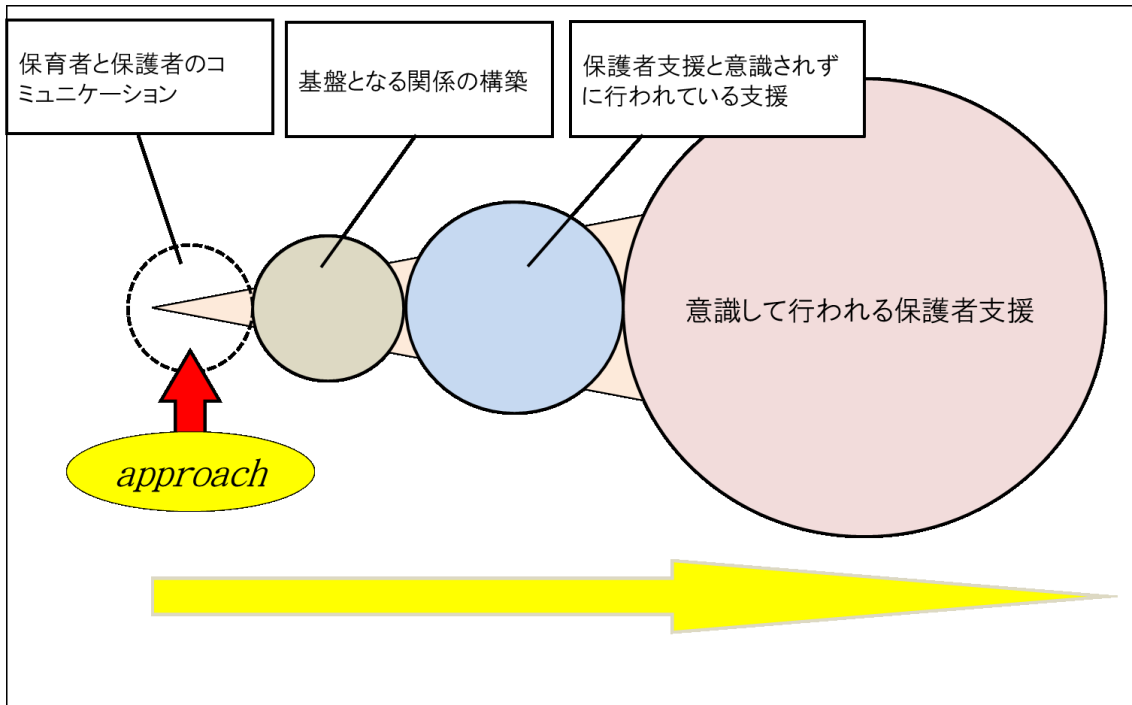 保育者と保護者のコ
ミュニケーション
基盤となる関係の構築
保護者支援と意識されず
に行われている支援
意識して行われる保護者支援
approach